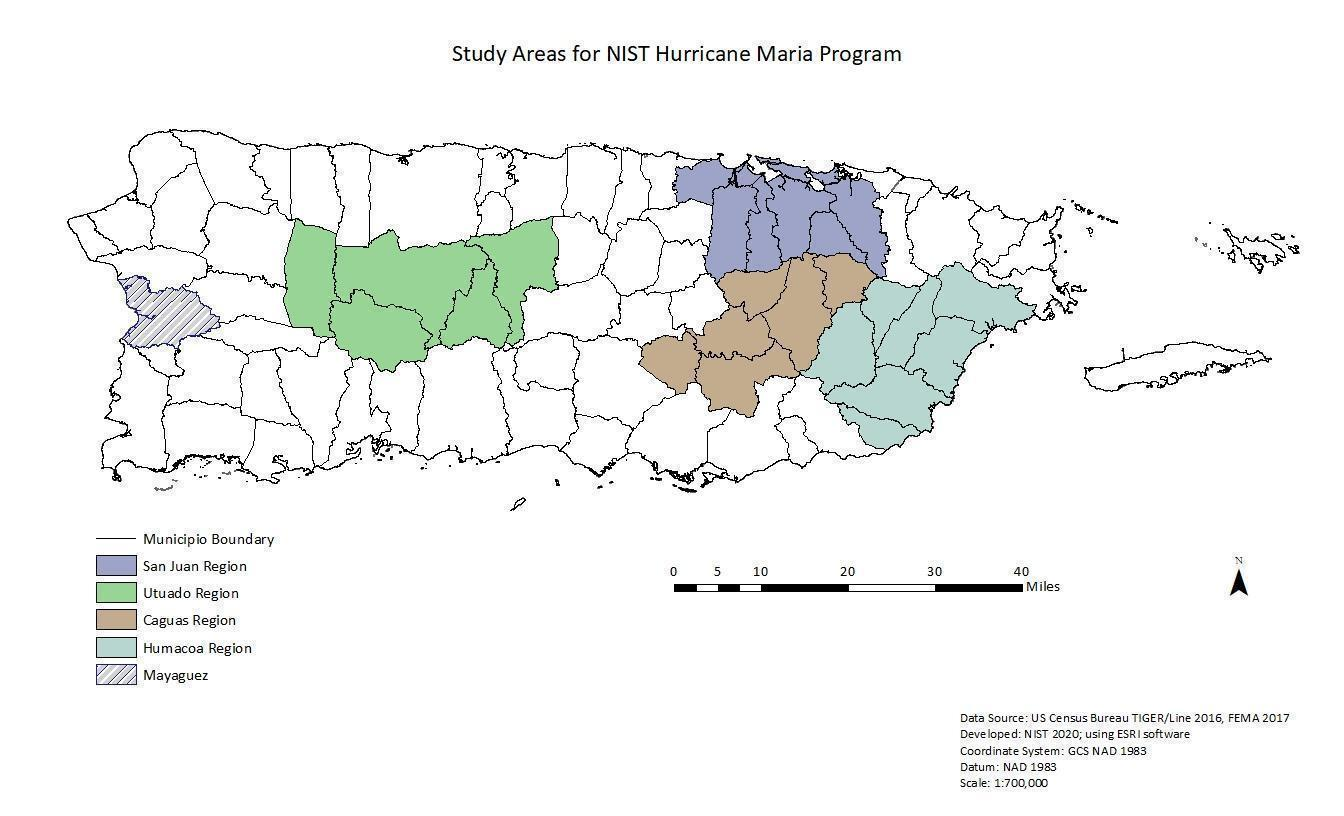 Study Areas for NIST Hurricane Maria Program
Municipio Boundary
San Juan Region
Utuado Region
Caguas Region
Humacoa Region
Mayaguez
0 5 10 20 30 40
Miles
N
Data Source: US Census Bureau TIGER/Line 2016, FEMA 2017
Developed: NIST 2020; using ESRI software
Coordinate System: GCS NAD 1983
Datum: NAD 1983
Scale: 1:700,000